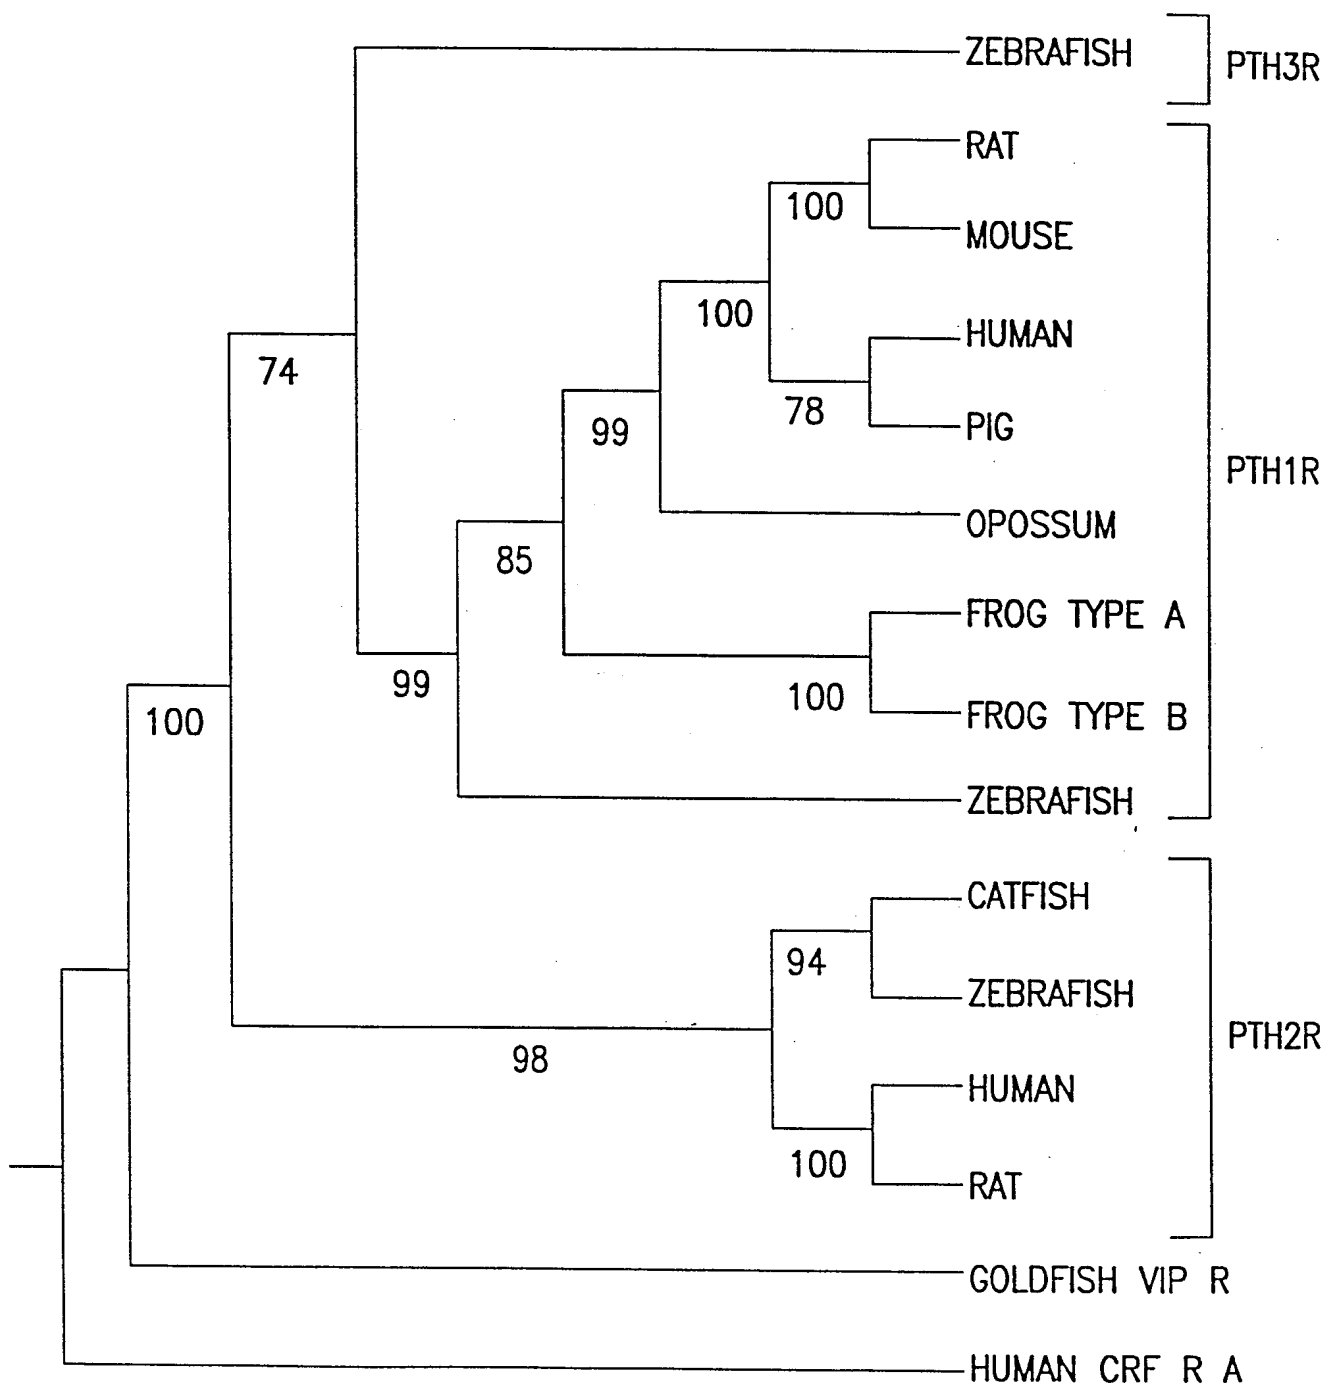 ZEBRAFISH
PTH3R
RAT
100
MOUSE
100
HUMAN
74
78
PIG
99
PTH1R
OPOSSUM
85
FROG TYPE A
99
100
FROG TYPE B
100
ZEBRAFISH
CATFISH
94
ZEBRAFISH
PTH2R
98
HUMAN
100
RAT
GOLDFISH VIP R
HUMAN CRF R A